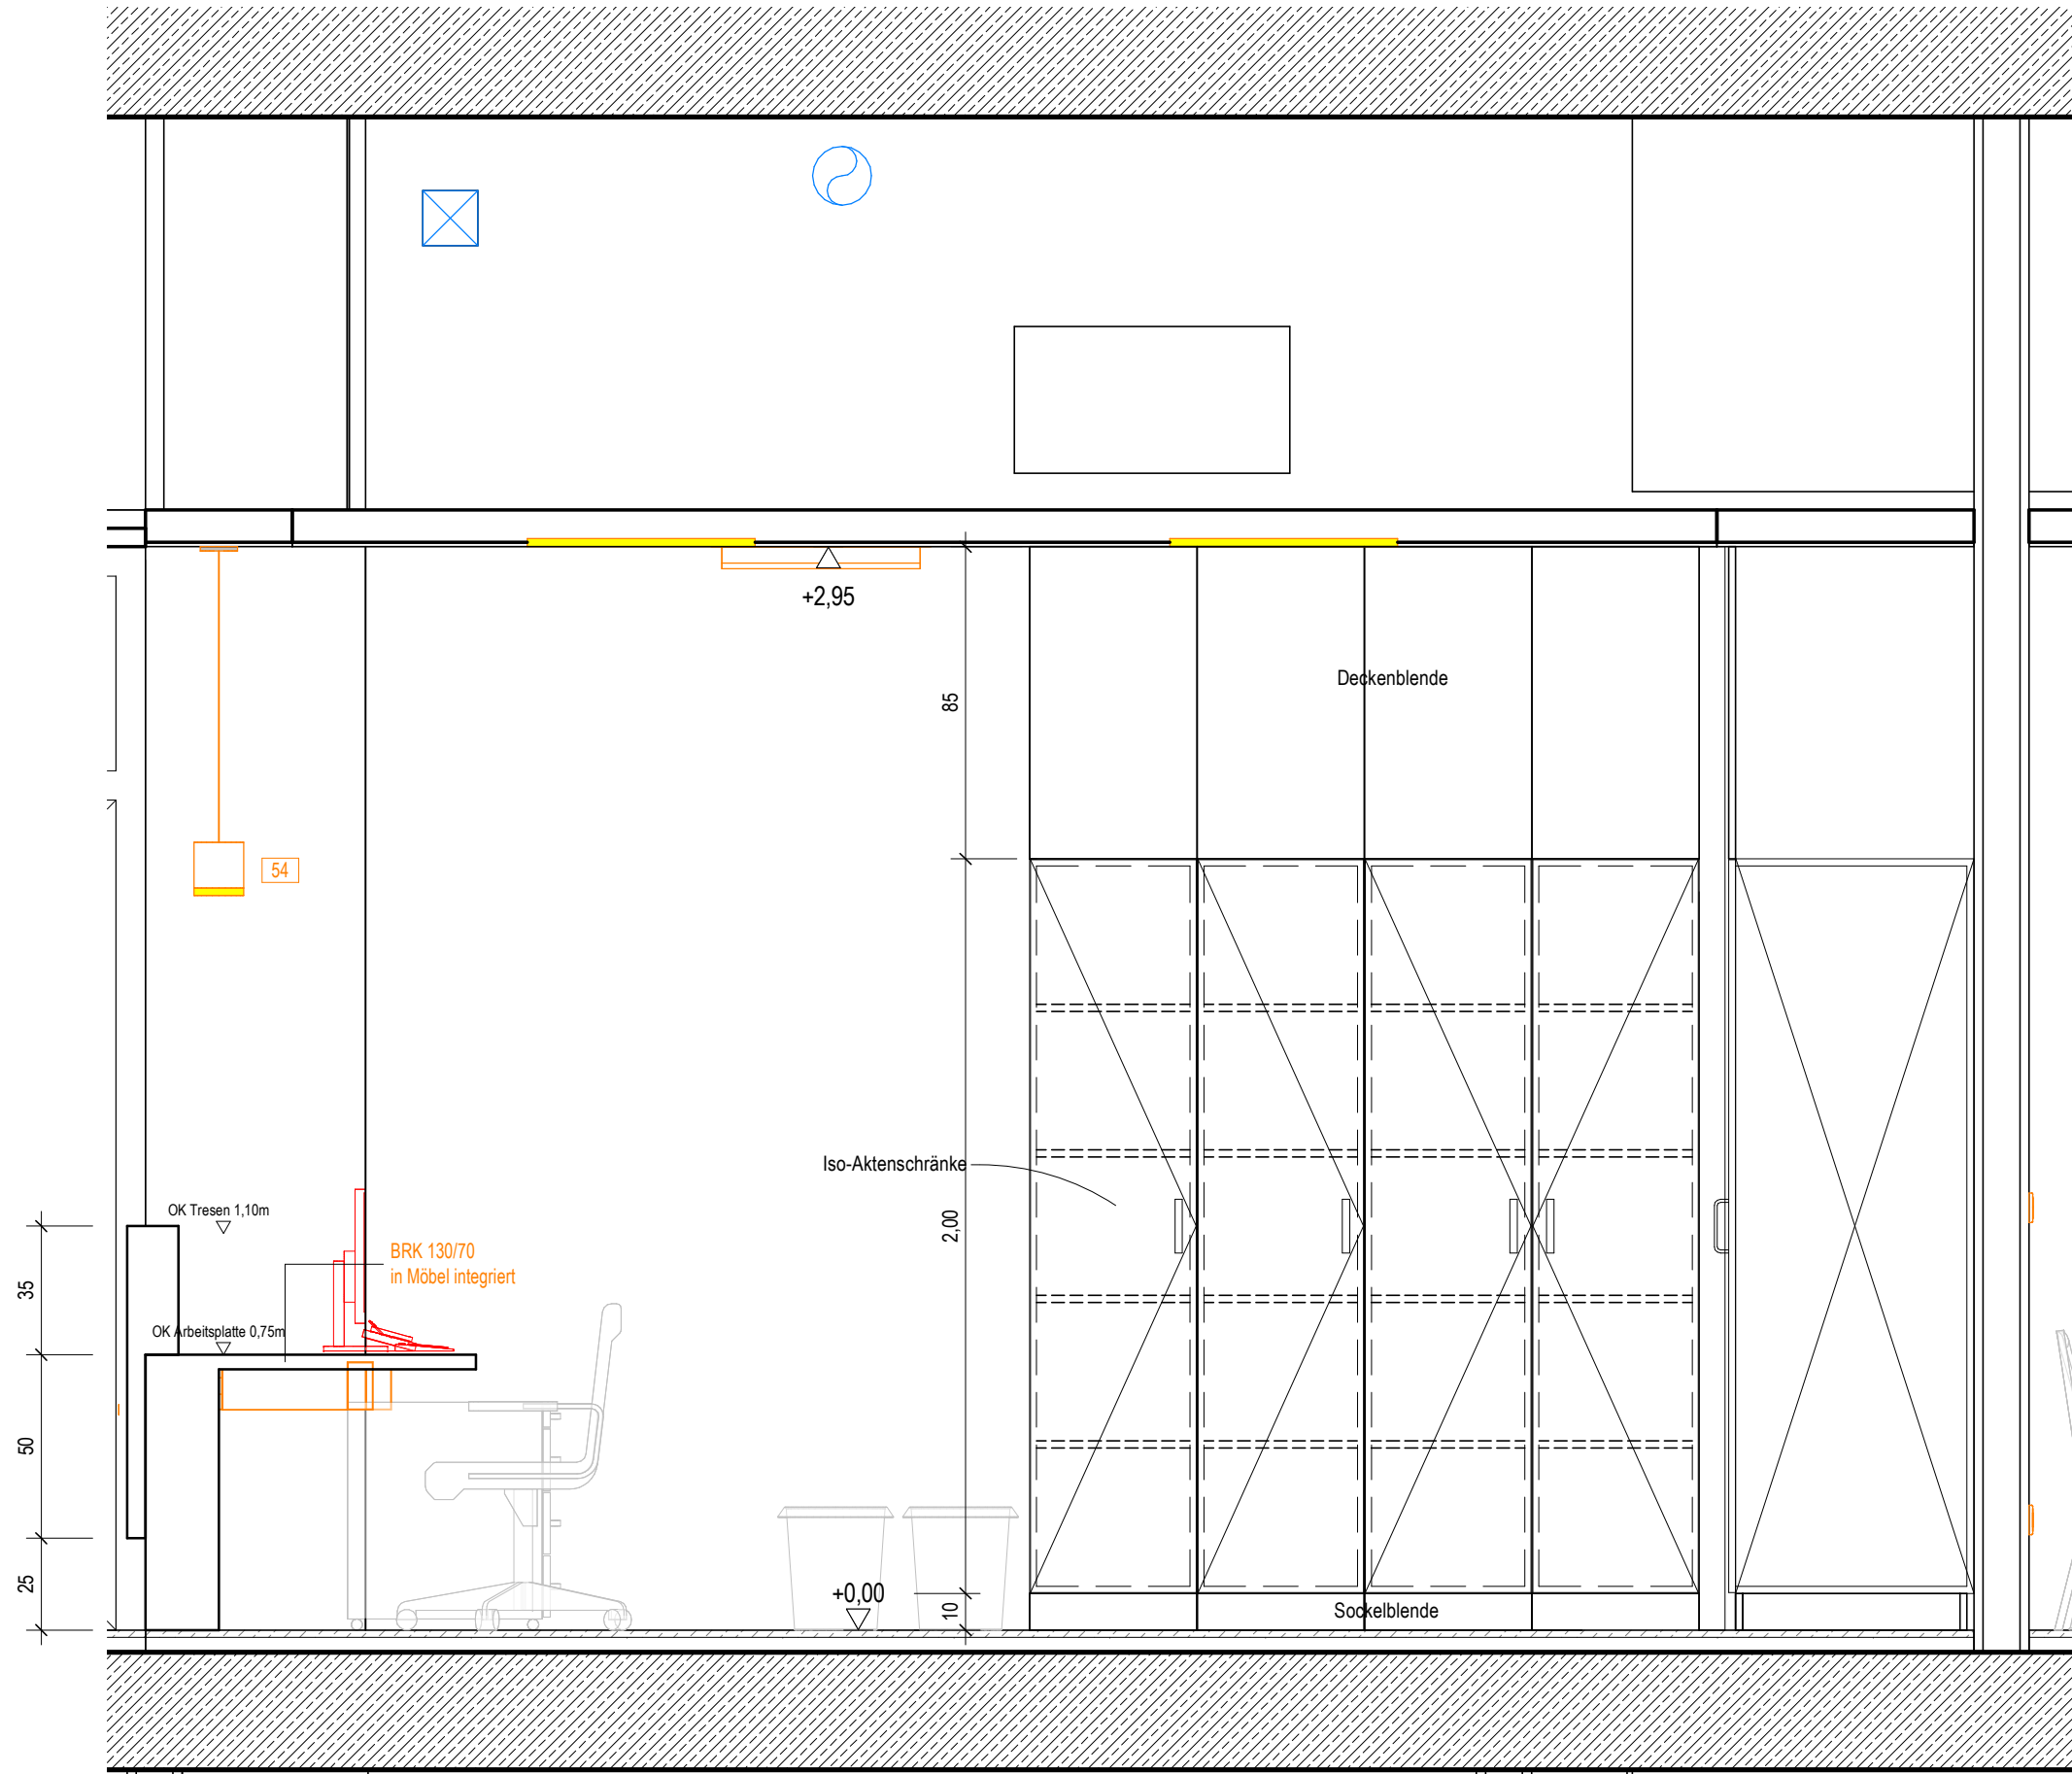 +2,95
Deckenblende
85
54
Iso-Aktenschränke
OK Tresen 1,10m
2,00
BRK 130/70
in Möbel integriert
35
OK Arbeitsplatte 0,75m
50
25
+0,00
10
Sockelblende